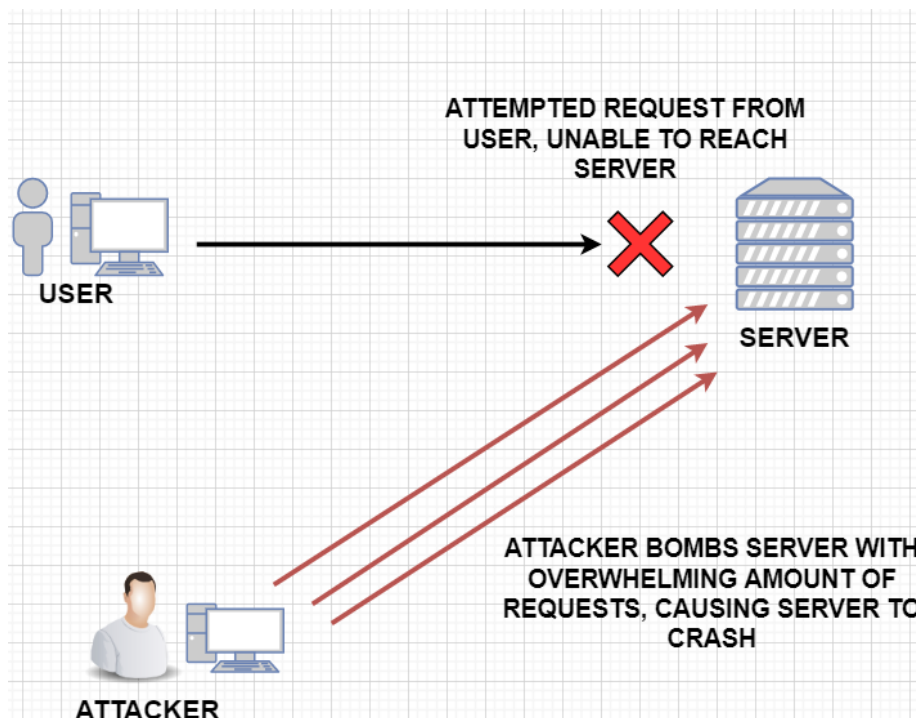 ATTEMPTED REQUEST FROM
USER, UNABLE TO REACH
SERVER
USER
SERVER
ATTACKER BOMBS SERVER WITH
OVERWHELMING AMOUNT OF
REQUESTS, CAUSING SERVER TO
CRASH
ATTACKER